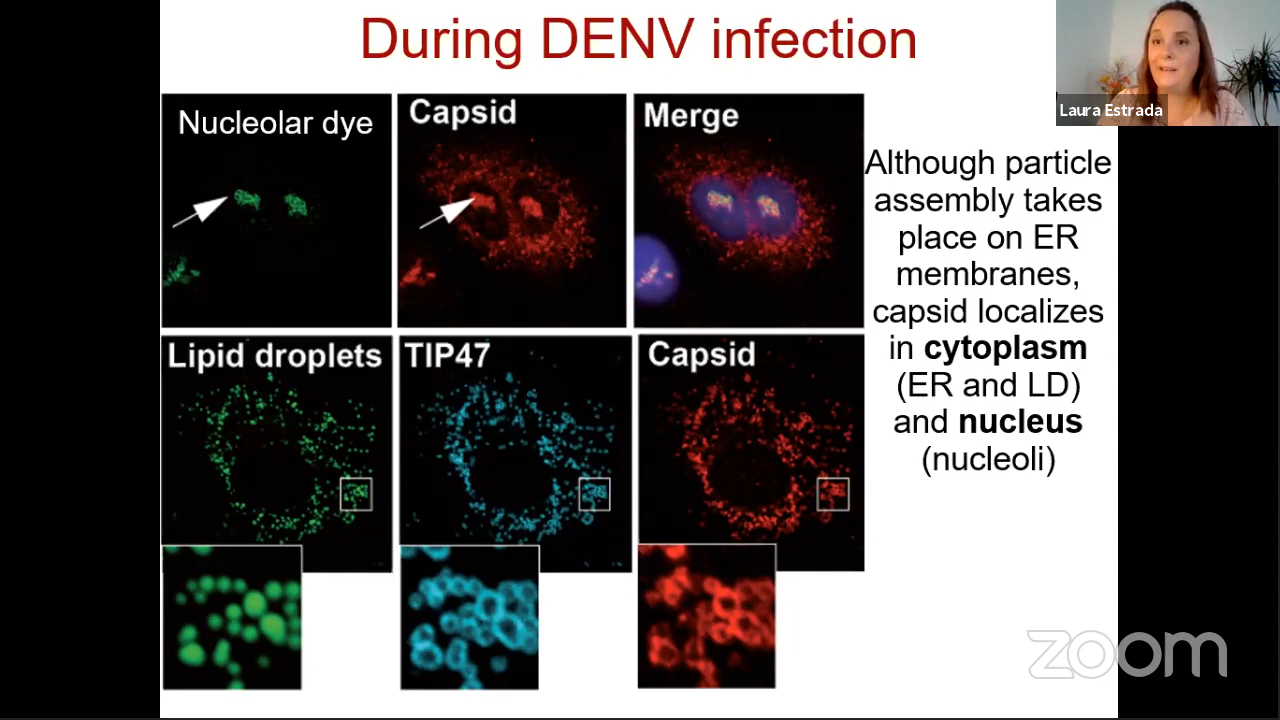 During DENV infection
Laura Estrada
Nucleolar dye
Capsid
Merge
Lipid droplets
TIP47
Capsid
Although particle
assembly takes
place on ER
membranes,
capsid localizes
in cytoplasm
(ER and LD)
and nucleus
(nucleoli)
zoom